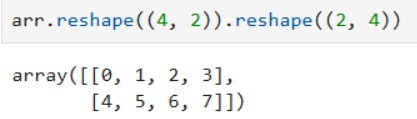 arr.reshape((4, 2)).reshape((2, 4))
array([[0, 1, 2, 3],
       [4, 5, 6, 7]])